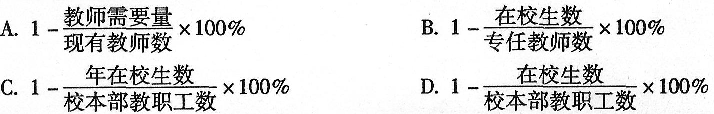 A. 1 - 教师需要量/现有教师数 ×100% B. 1 - 在校生数/专任教师数 ×100%
C. 1 - 年在校生数/校本部教职工数 ×100% D. 1 - 在校生数/校本部教职工数 ×100%